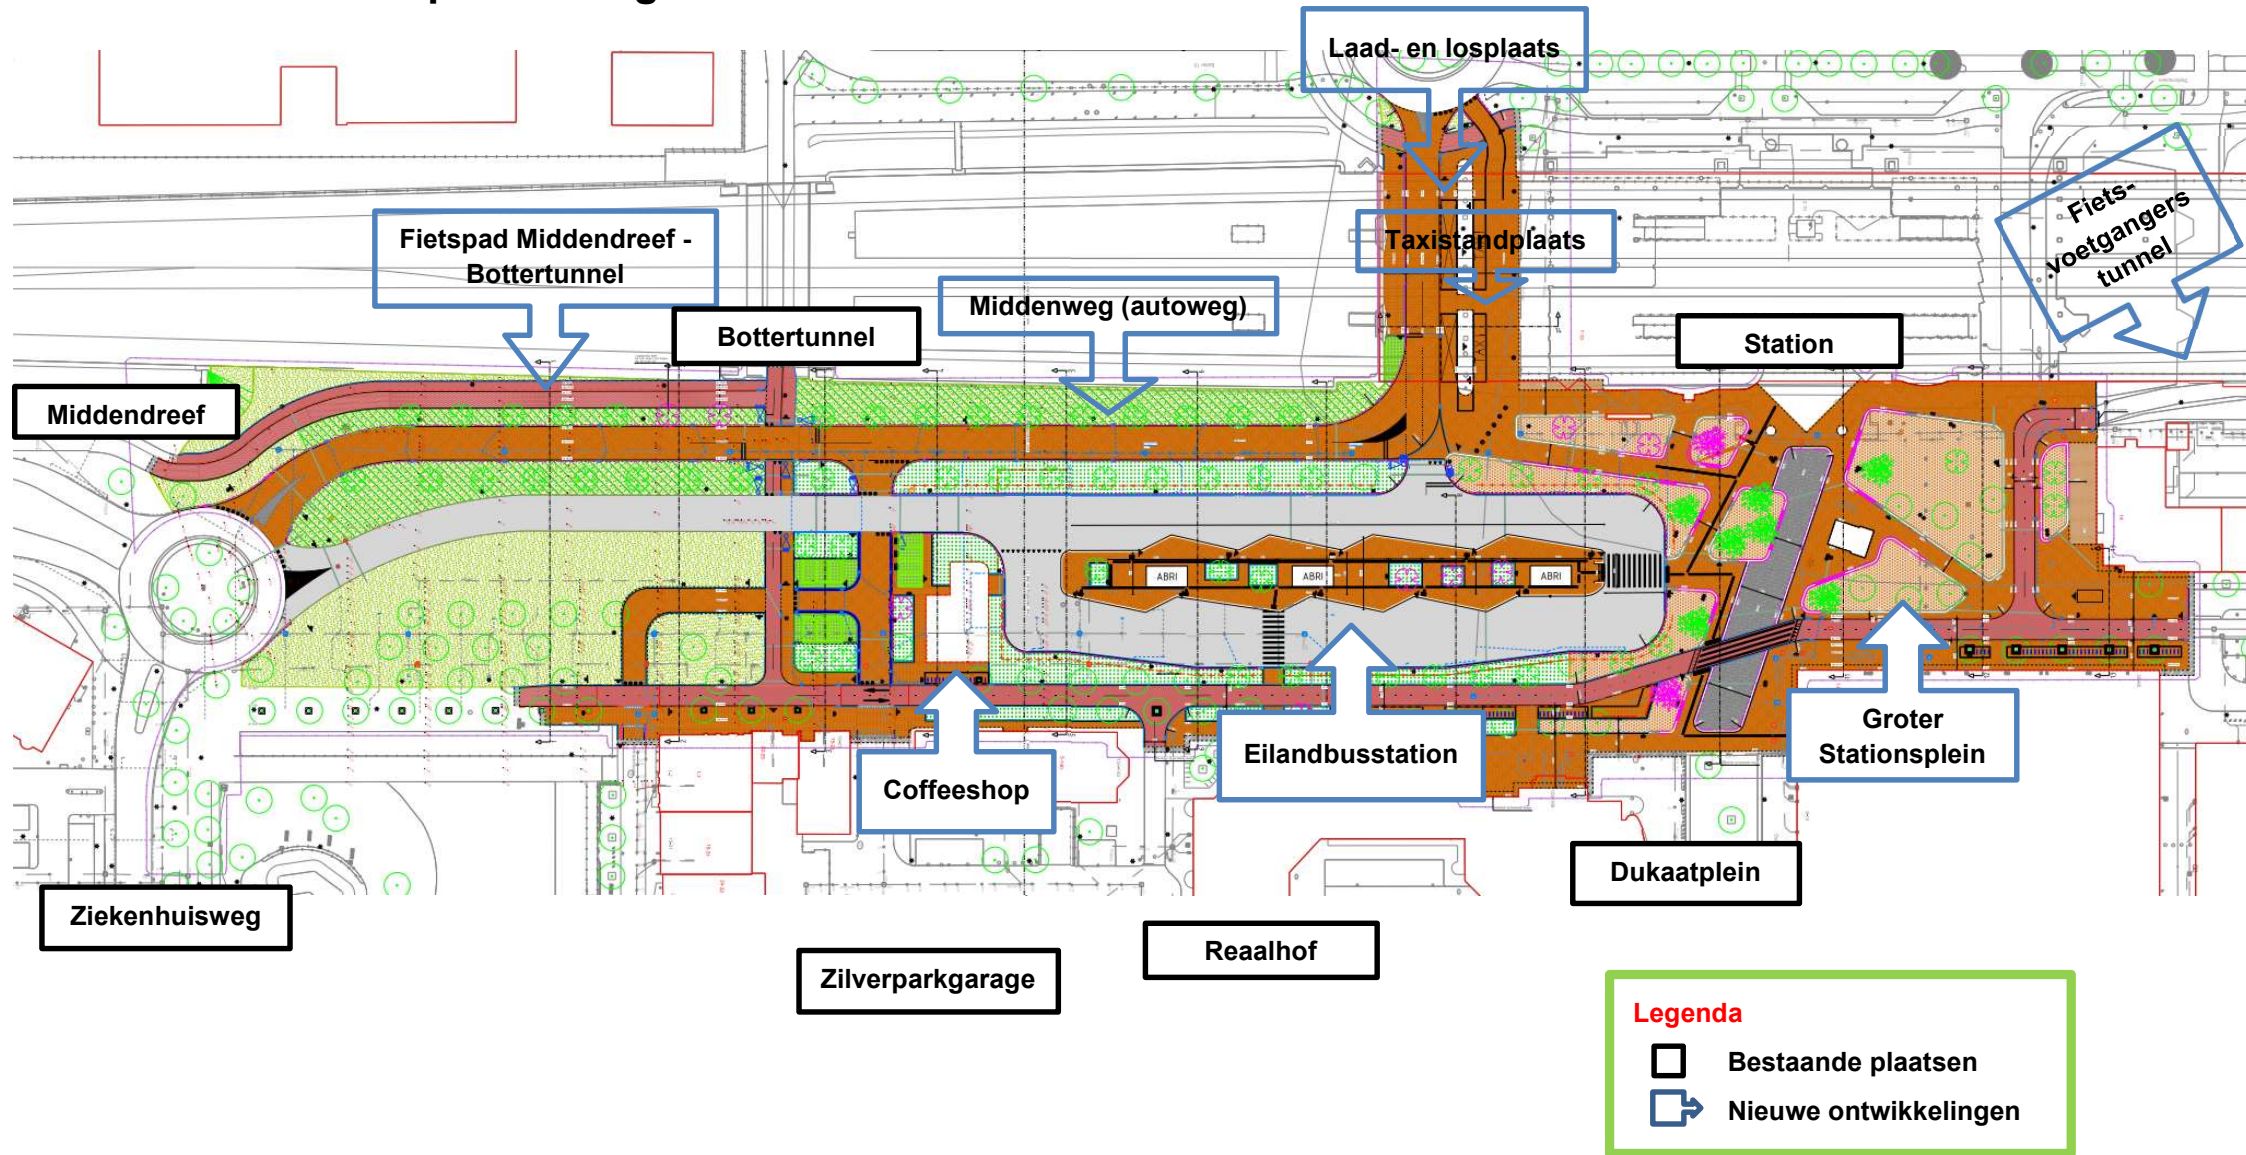 Laad- en losplaats
Fiets-
voetgangers
tunnel
Fietspad Middendreef -
Bottertunnel
Taxistandplaats
Middenweg (autoweg)
Bottertunnel
Station
Middendreef
ABRI
ABRI
ABRI
Groter
Stationsplein
Eilandbusstation
Coffeeshop
Dukaatplein
Ziekenhuisweg
Reaalhof
Zilverparkgarage
Legenda
Bestaande plaatsen
Nieuwe ontwikkelingen